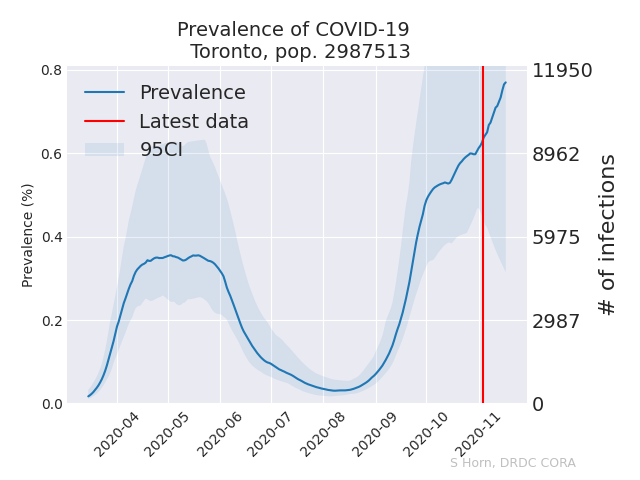 Prevalence of COVID-19
Toronto, pop. 2987513
Prevalence
Latest data
95CI
Prevalence (%)
0.8
0.6
0.4
0.2
0.0
11950
8962
5975
2987
0
# of infections
2020-04
2020-05
2020-06
2020-07
2020-08
2020-09
2020-10
2020-11
S Horn, DRDC CORA